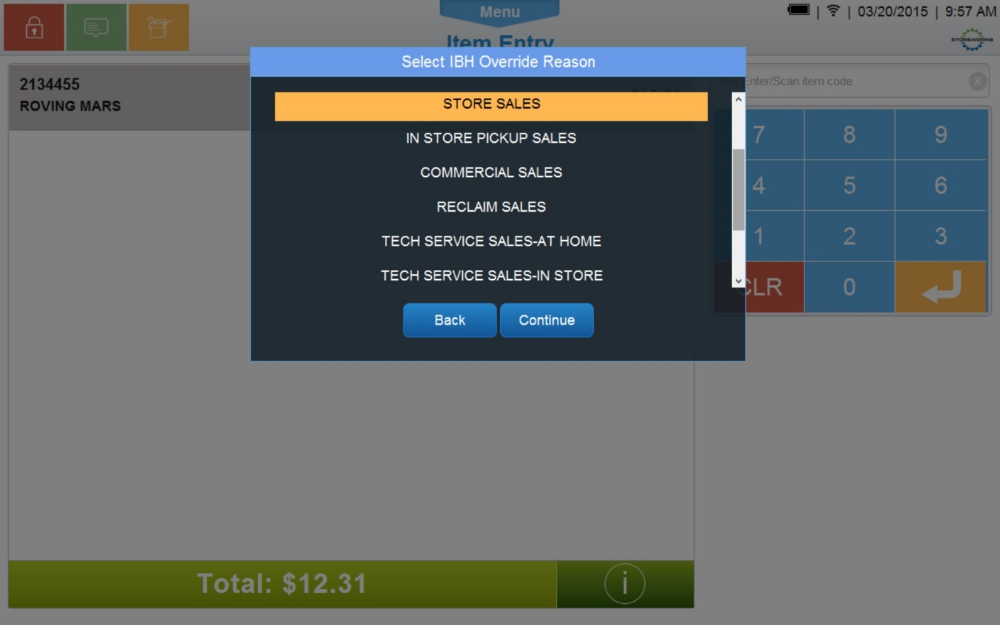 Menu
| | 03/20/2015 | 9:57 AM
Item Entry
STOREWORKS
Select IBH Override Reason
2134455
ROVING MARS
Enter/Scan item code
STORE SALES
IN STORE PICKUP SALES
COMMERCIAL SALES
RECLAIM SALES
TECH SERVICE SALES-AT HOME
TECH SERVICE SALES-IN STORE
Back Continue
7 8 9
4 5 6
1 2 3
CLR 0
Total: $12.31
i